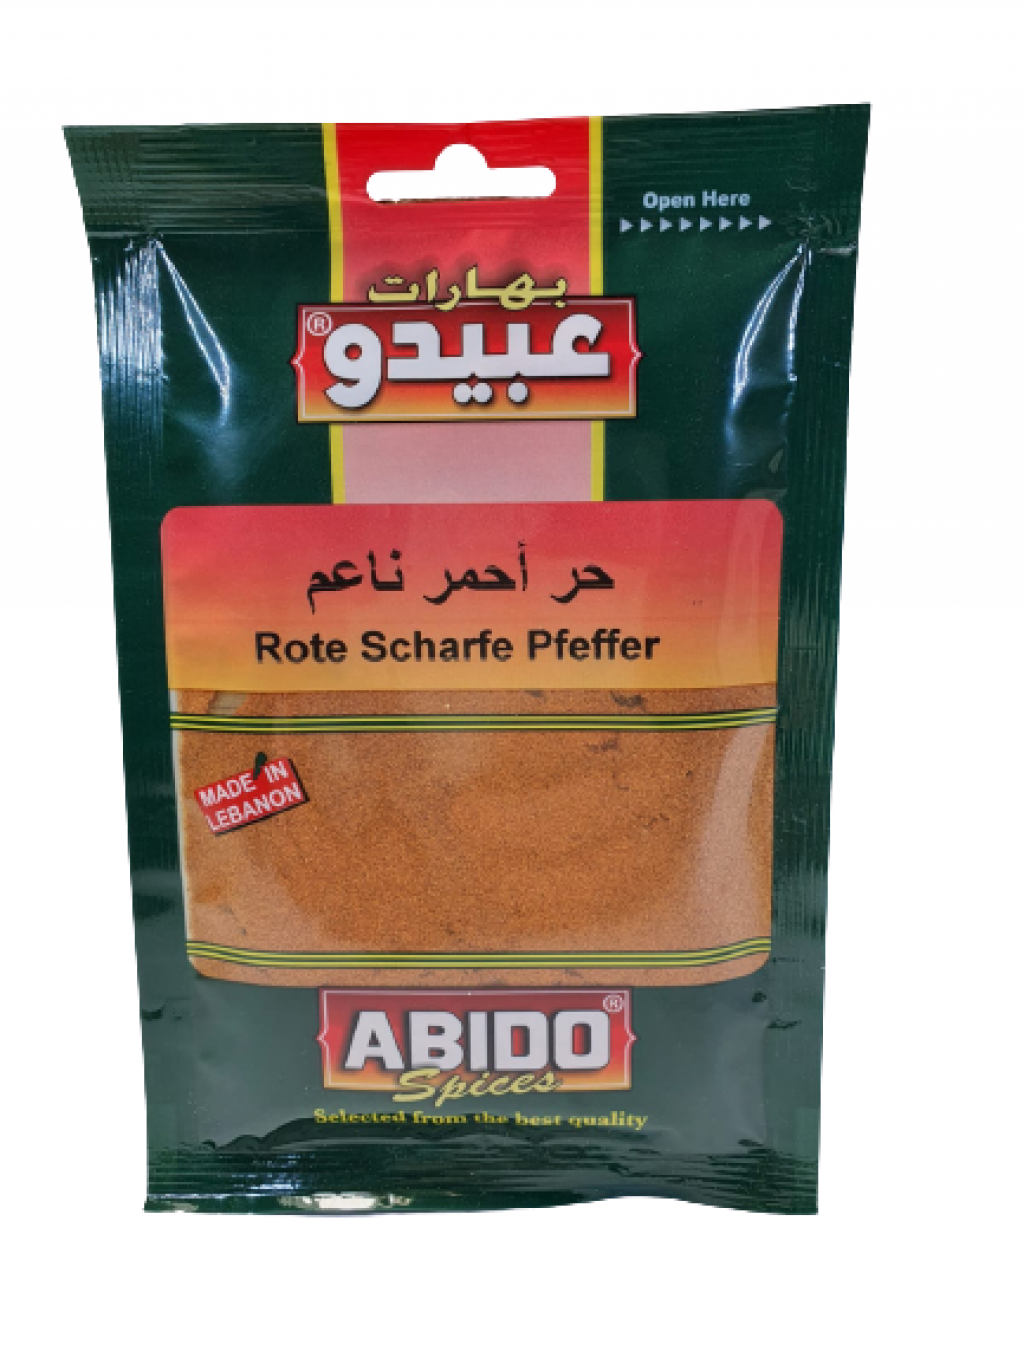 Open Here
بهارات
عبيدو®
حر أحمر ناعم
Rote Scharfe Pfeffer
MADE IN
LEBANON
ABIDO®
Spices
Selected from the best quality